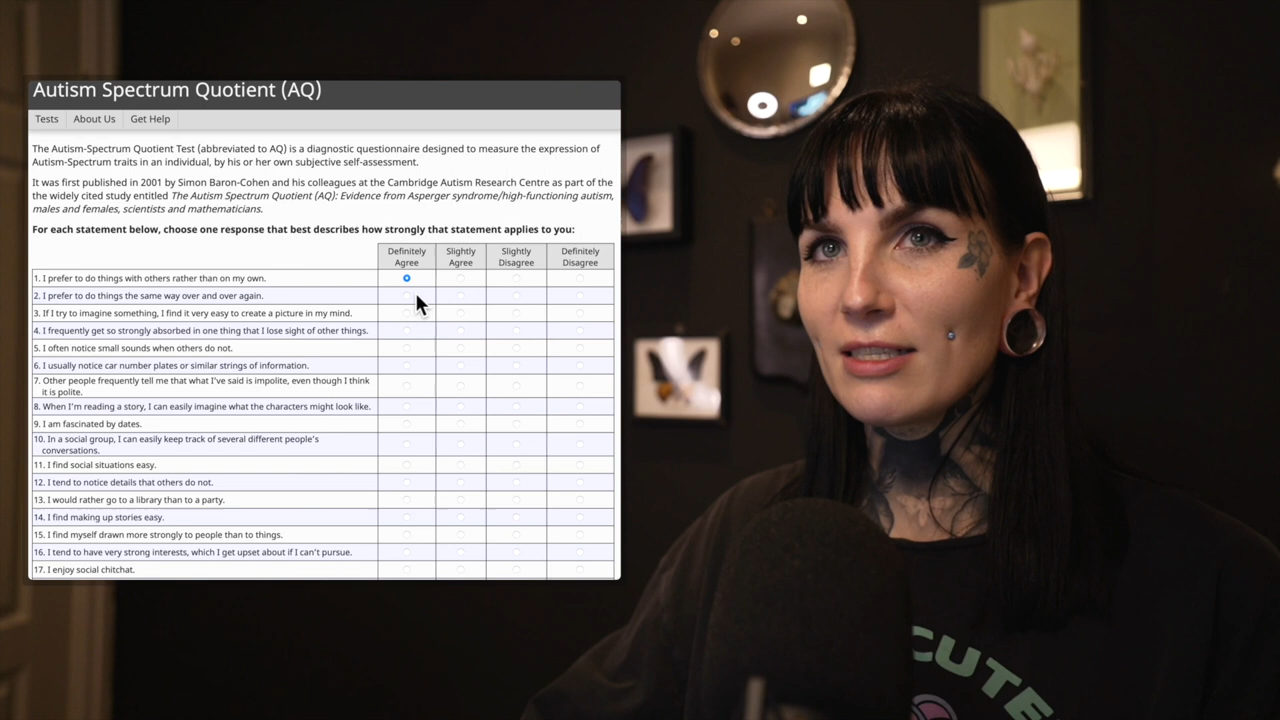 Autism Spectrum Quotient (AQ)
Tests About Us Get Help
The Autism-Spectrum Quotient Test (abbreviated to AQ) is a diagnostic questionnaire designed to measure the expression of
Autism-Spectrum traits in an individual, by his or her own subjective self-assessment.
It was first published in 2001 by Simon Baron-Cohen and his colleagues at the Cambridge Autism Research Centre as part of the
the widely cited study entitled The Autism Spectrum Quotient (AQ): Evidence from Asperger syndrome/high-functioning autism,
males and females, scientists and mathematicians.
For each statement below, choose one response that best describes how strongly that statement applies to you:
Definitely Agree
Slightly Agree
Slightly Disagree
Definitely Disagree
1. I prefer to do things with others rather than on my own.
2. I prefer to do things the same way over and over again.
3. If I try to imagine something, I find it very easy to create a picture in my mind.
4. I frequently get so strongly absorbed in one thing that I lose sight of other things.
5. I often notice small sounds when others do not.
6. I usually notice car number plates or similar strings of information.
7. Other people frequently tell me that what I've said is impolite, even though I think
it is polite.
8. When I'm reading a story, I can easily imagine what the characters might look like.
9. I am fascinated by dates.
10. In a social group, I can easily keep track of several different people's
conversations.
11. I find social situations easy.
12. I tend to notice details that others do not.
13. I would rather go to a library than to a party.
14. I find making up stories easy.
15. I find myself drawn more strongly to people than to things.
16. I tend to have very strong interests, which I get upset about if I can't pursue.
17. I enjoy social chitchat.
CUTE